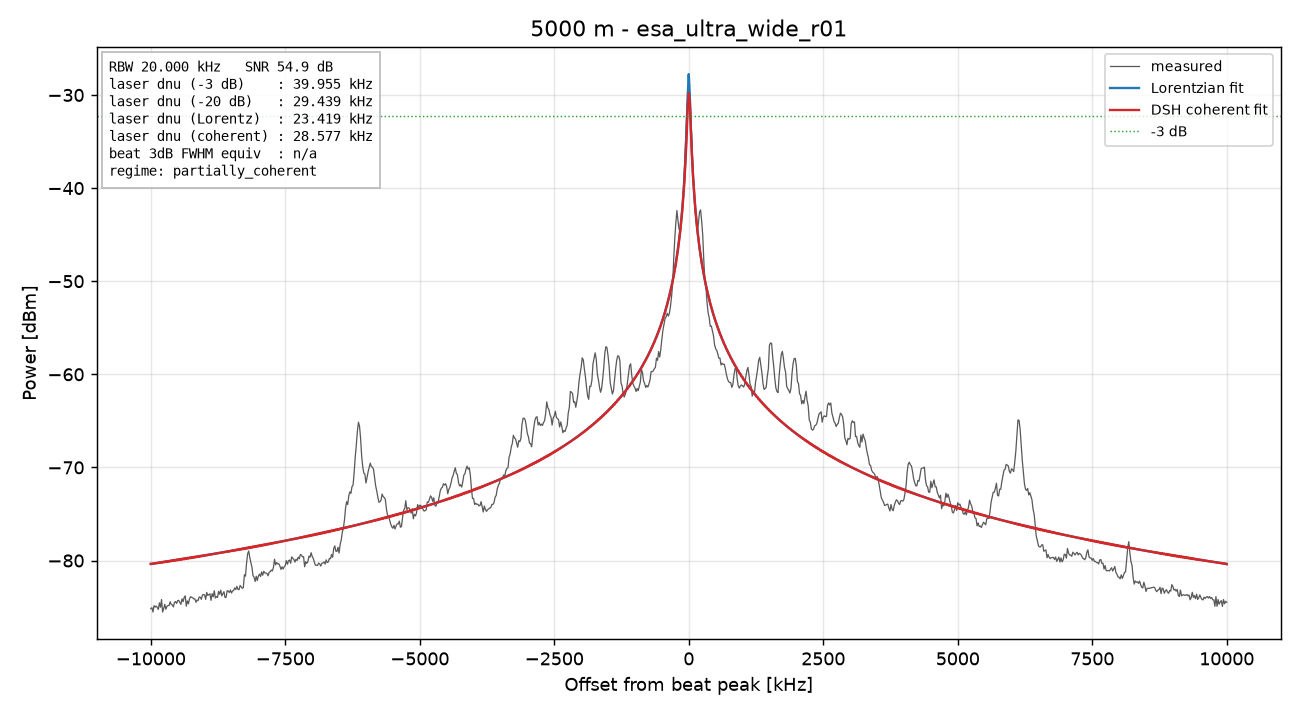 5000 m - esa_ultra_wide_r01
RBW 20.000 kHz   SNR 54.9 dB
laser dnu (-3 dB)    : 39.955 kHz
laser dnu (-20 dB)   : 29.439 kHz
laser dnu (Lorentz)  : 23.419 kHz
laser dnu (coherent) : 28.577 kHz
beat 3dB FWHM equiv  : n/a
regime: partially_coherent
measured
Lorentzian fit
DSH coherent fit
-3 dB
Power [dBm]
−30
−40
−50
−60
−70
−80
−10000
−7500
−5000
−2500
0
2500
5000
7500
10000
Offset from beat peak [kHz]